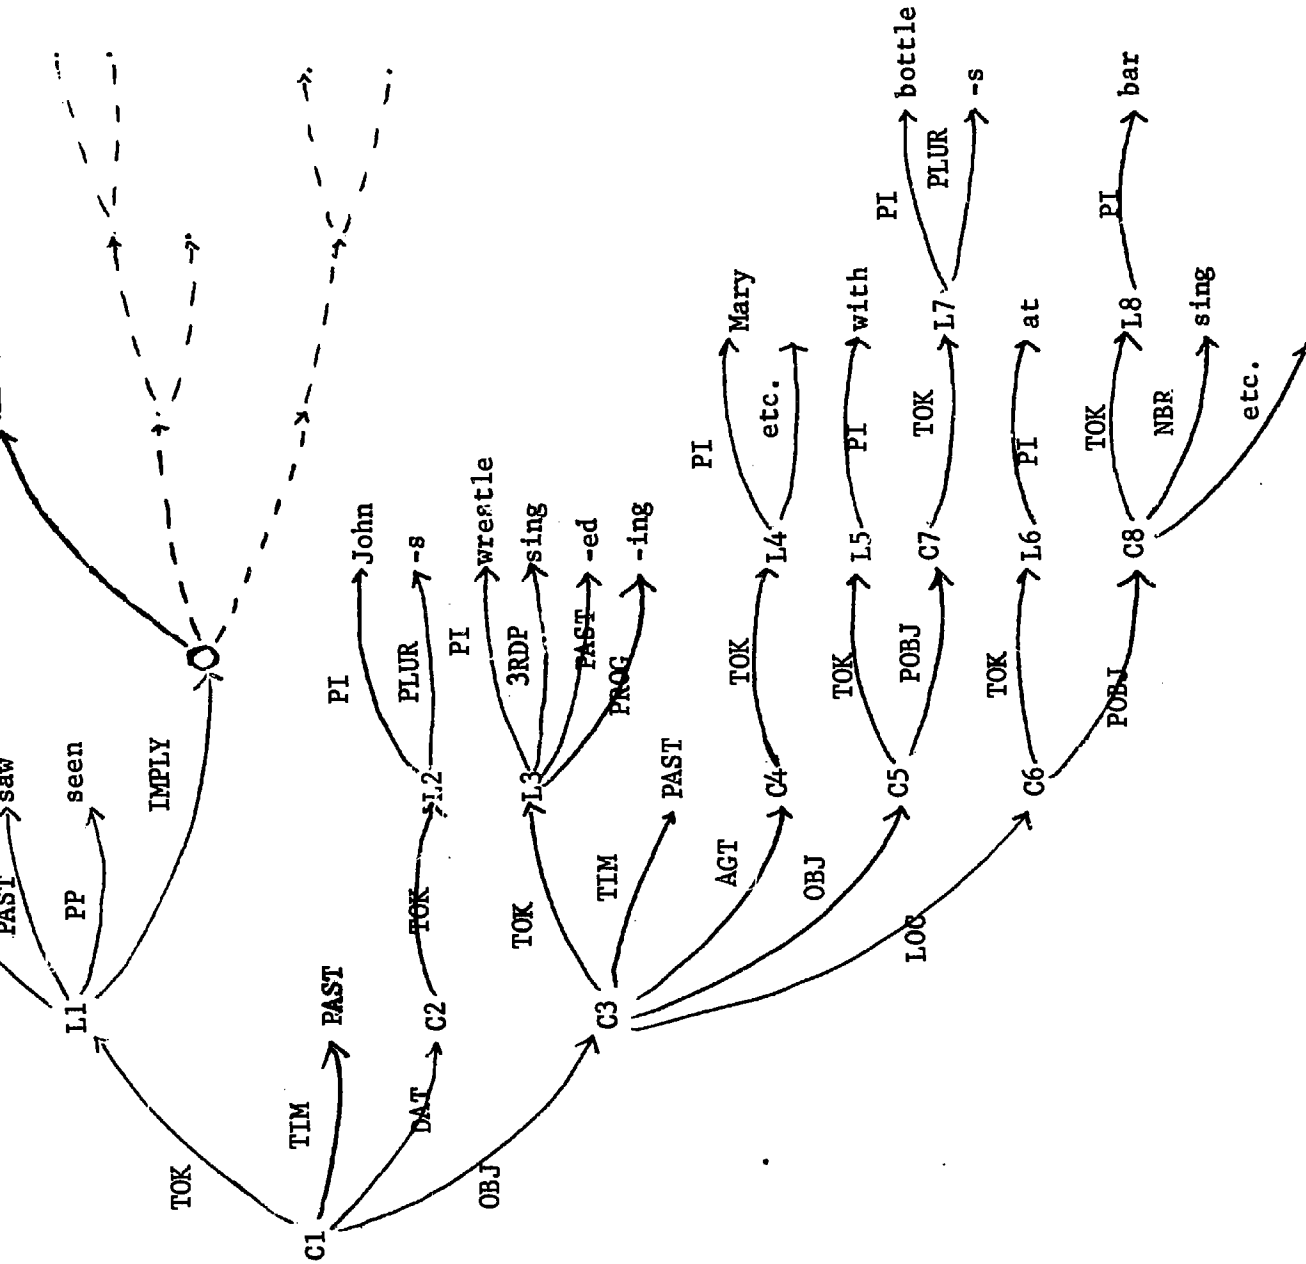 saw
PAST
seen
PP
IMPLY
L1
TOK
C1
TIM
PAST
DAT
C2
TOK
L2
PI
John
PLUR
-s
OBJ
C3
TOK
L3
PI
wrestle
3RDP
sing
PAST
-ed
PROG
-ing
TIM
PAST
AGT
C4
TOK
L4
PI
Mary
etc.
OBJ
C5
TOK
L5
PI
with
POBJ
C7
TOK
L7
PI
bottle
PLUR
-s
LOC
C6
TOK
L6
PI
at
POBJ
C8
TOK
L8
PI
bar
NBR
sing
etc.